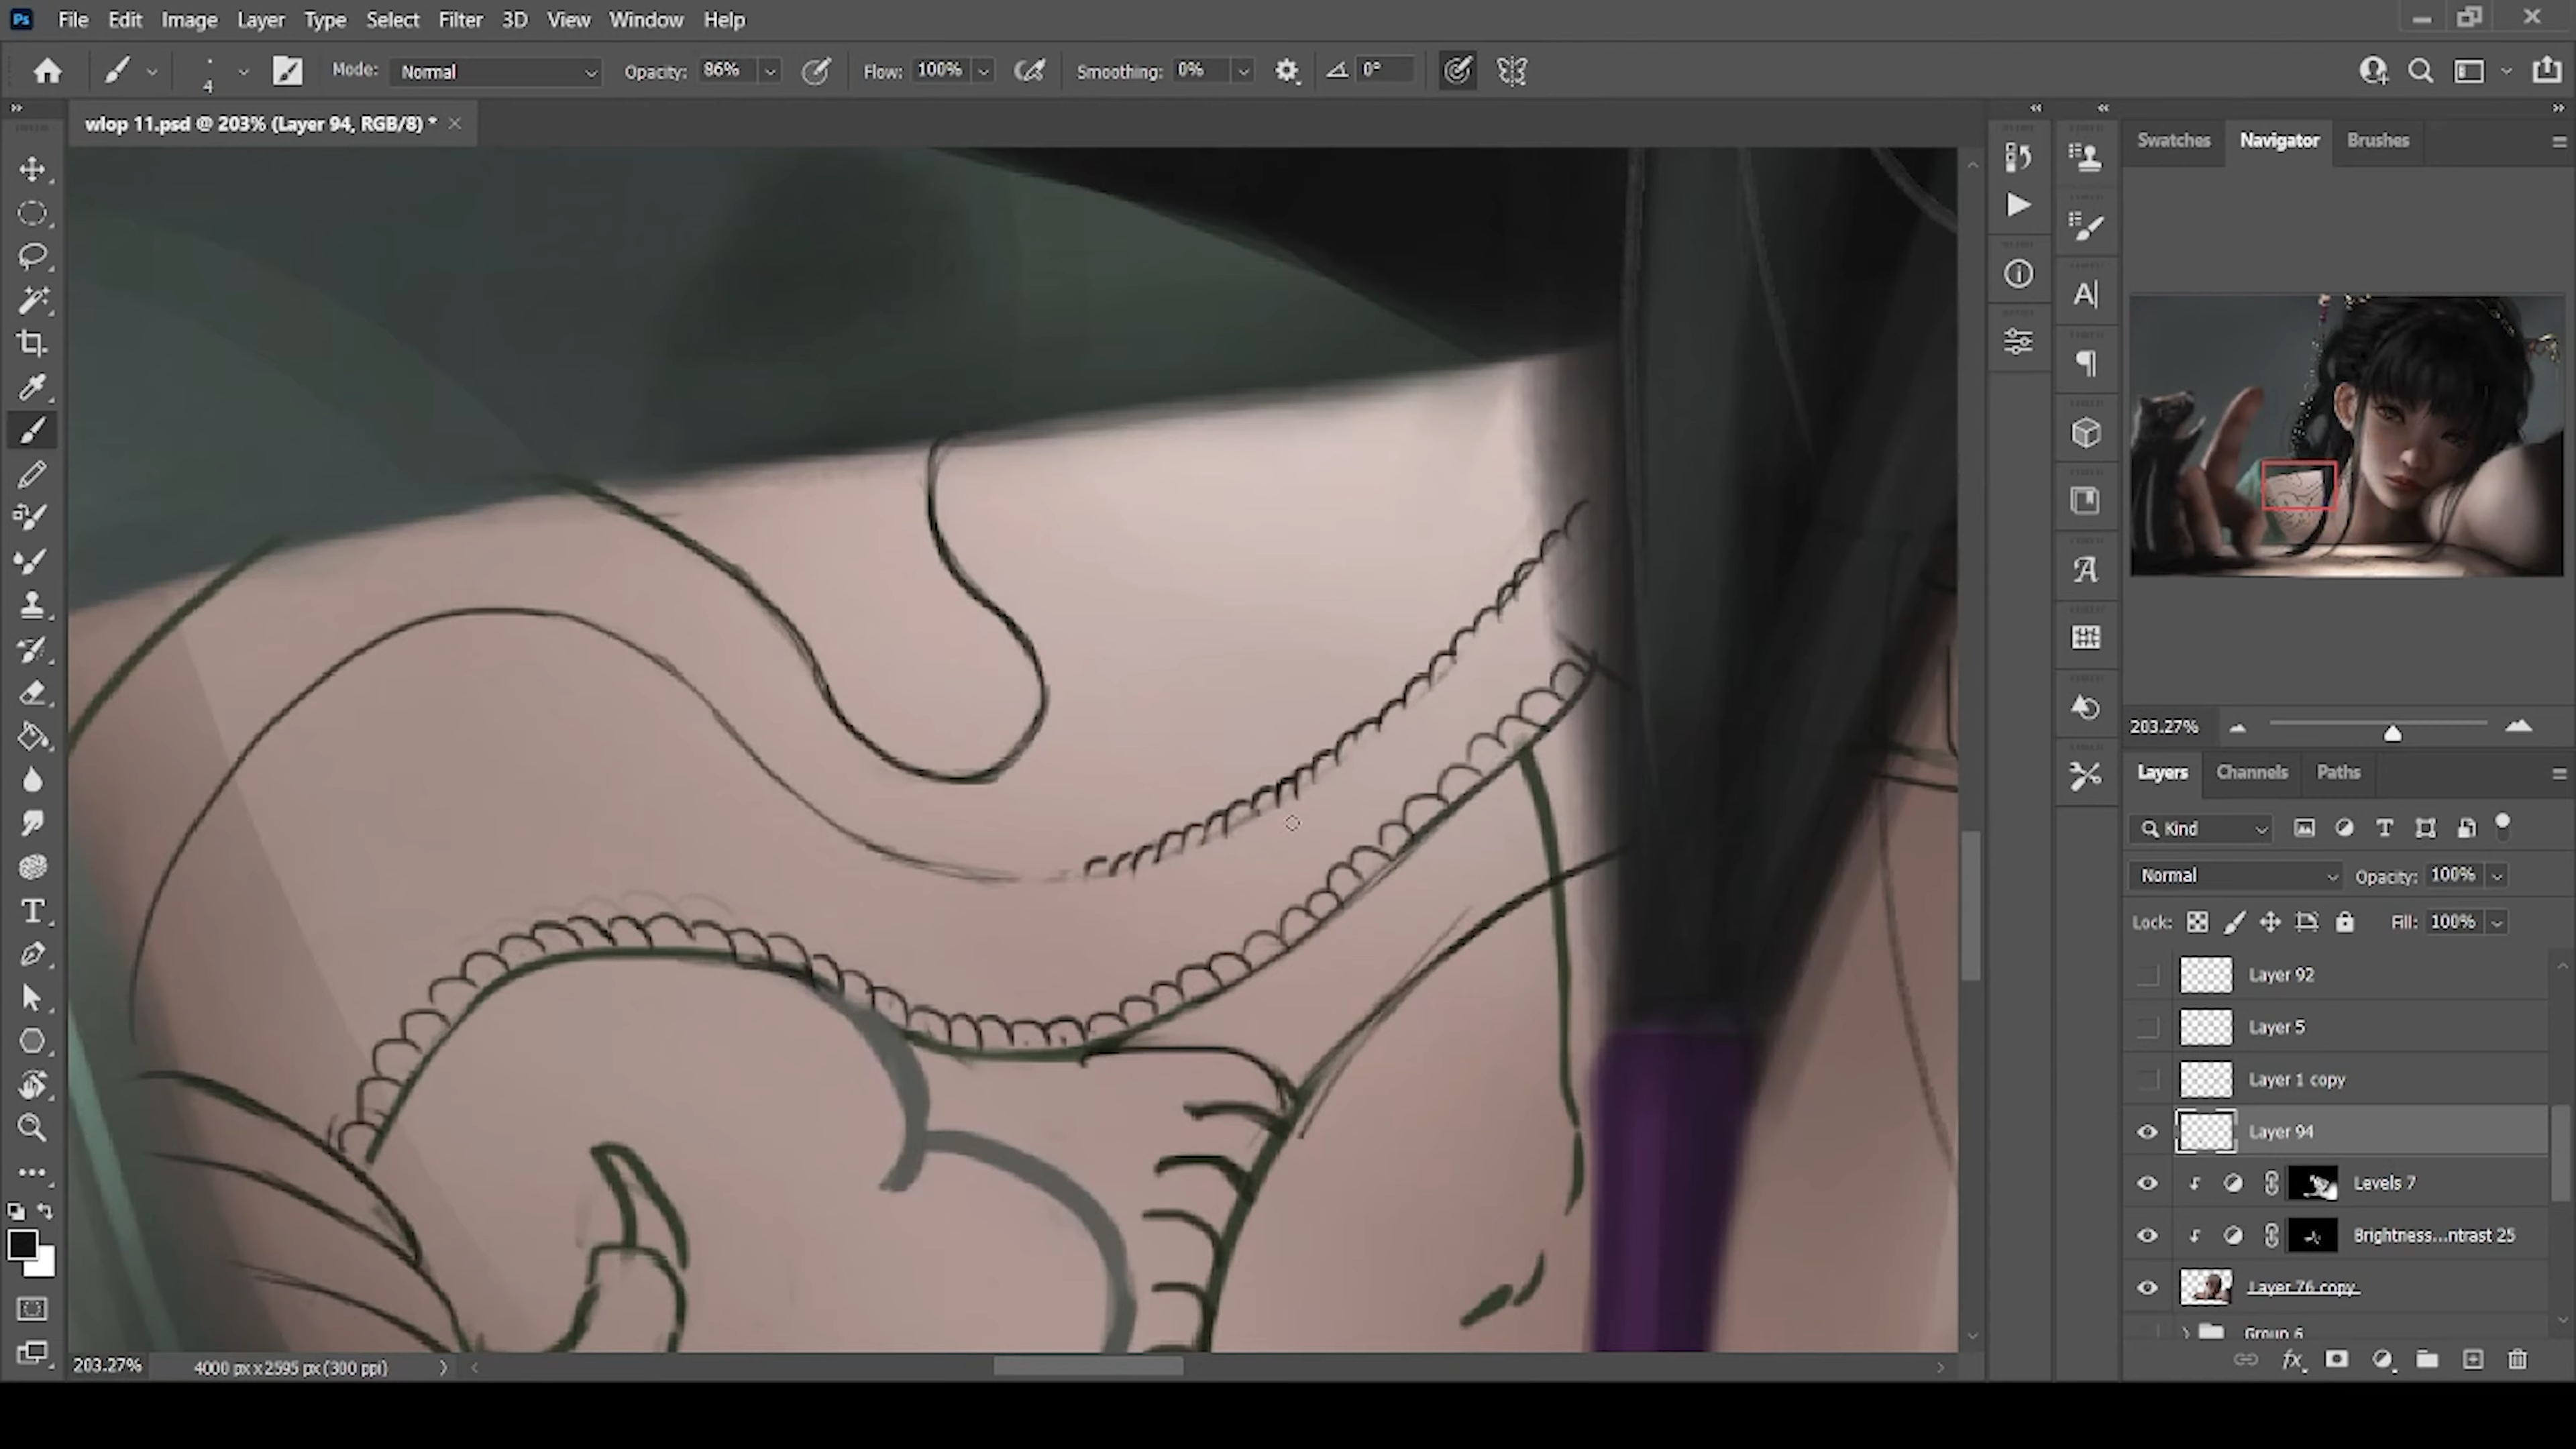 Ps File Edit Image Layer Type Select Filter 3D View Window Help
4 Mode: Normal Opacity: 86% Flow: 100% Smoothing: 0% 0°
wlop 11.psd @ 203% (Layer 94, RGB/8) *
Swatches Navigator Brushes
203.27%
Layers Channels Paths
Kind
Normal Opacity: 100%
Lock: Fill: 100%
Layer 92
Layer 5
Layer 1 copy
Layer 94
Levels 7
Brightness...ntrast 25
Layer 76 copy
Group 6
203.27% 4000 px x 2595 px (300 ppi)